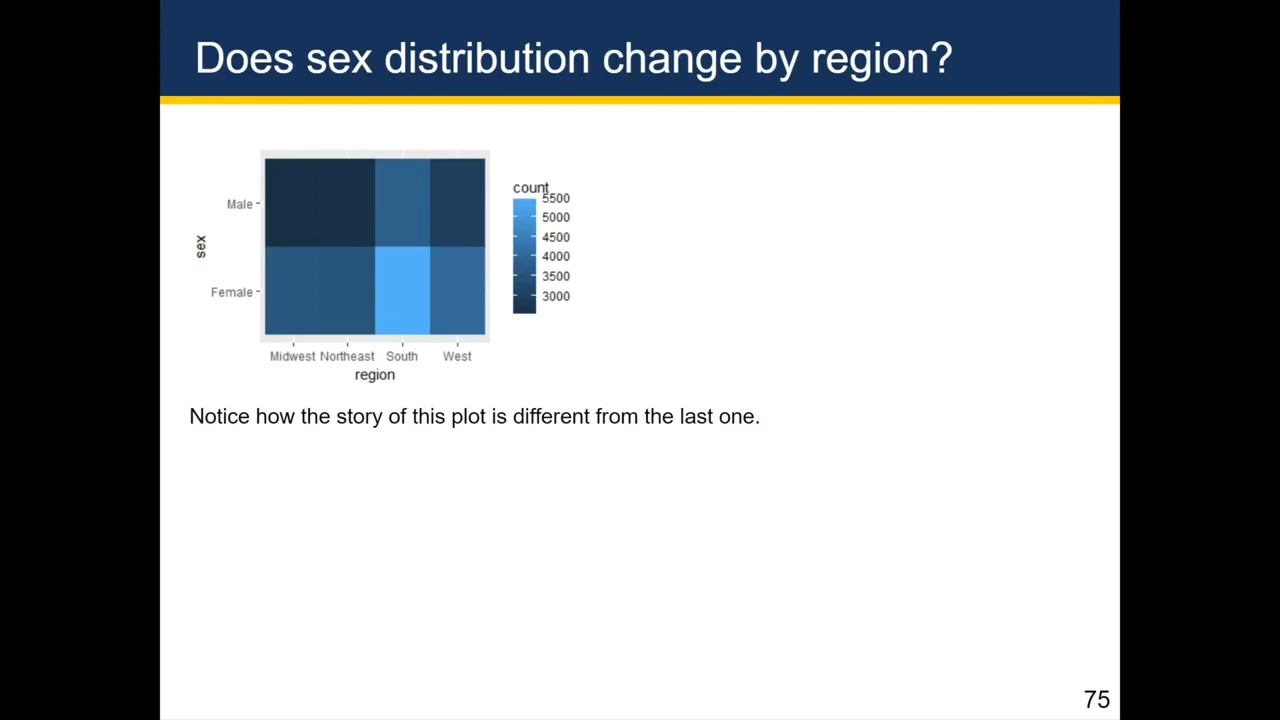 Does sex distribution change by region?
count
5500
5000
4500
4000
3500
3000
sex
Male
Female
Midwest Northeast South West
region
Notice how the story of this plot is different from the last one.
75